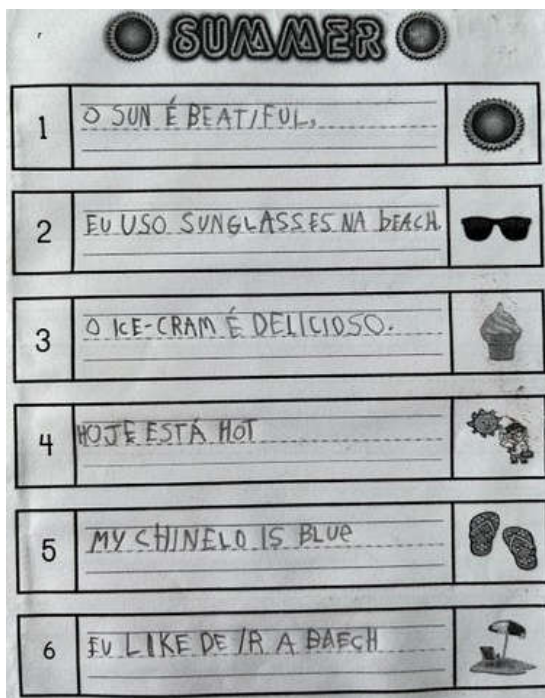 SUMMER
1
O SUN É BEATIFUL,
2
EU USO SUNGLASSES NA bEACH.
3
O ICE-CRAM É DELICIOSO.
4
HOJE ESTÁ HOT
5
MY CHINELO IS BLUe
6
EU LIKE DE IR A BAECH